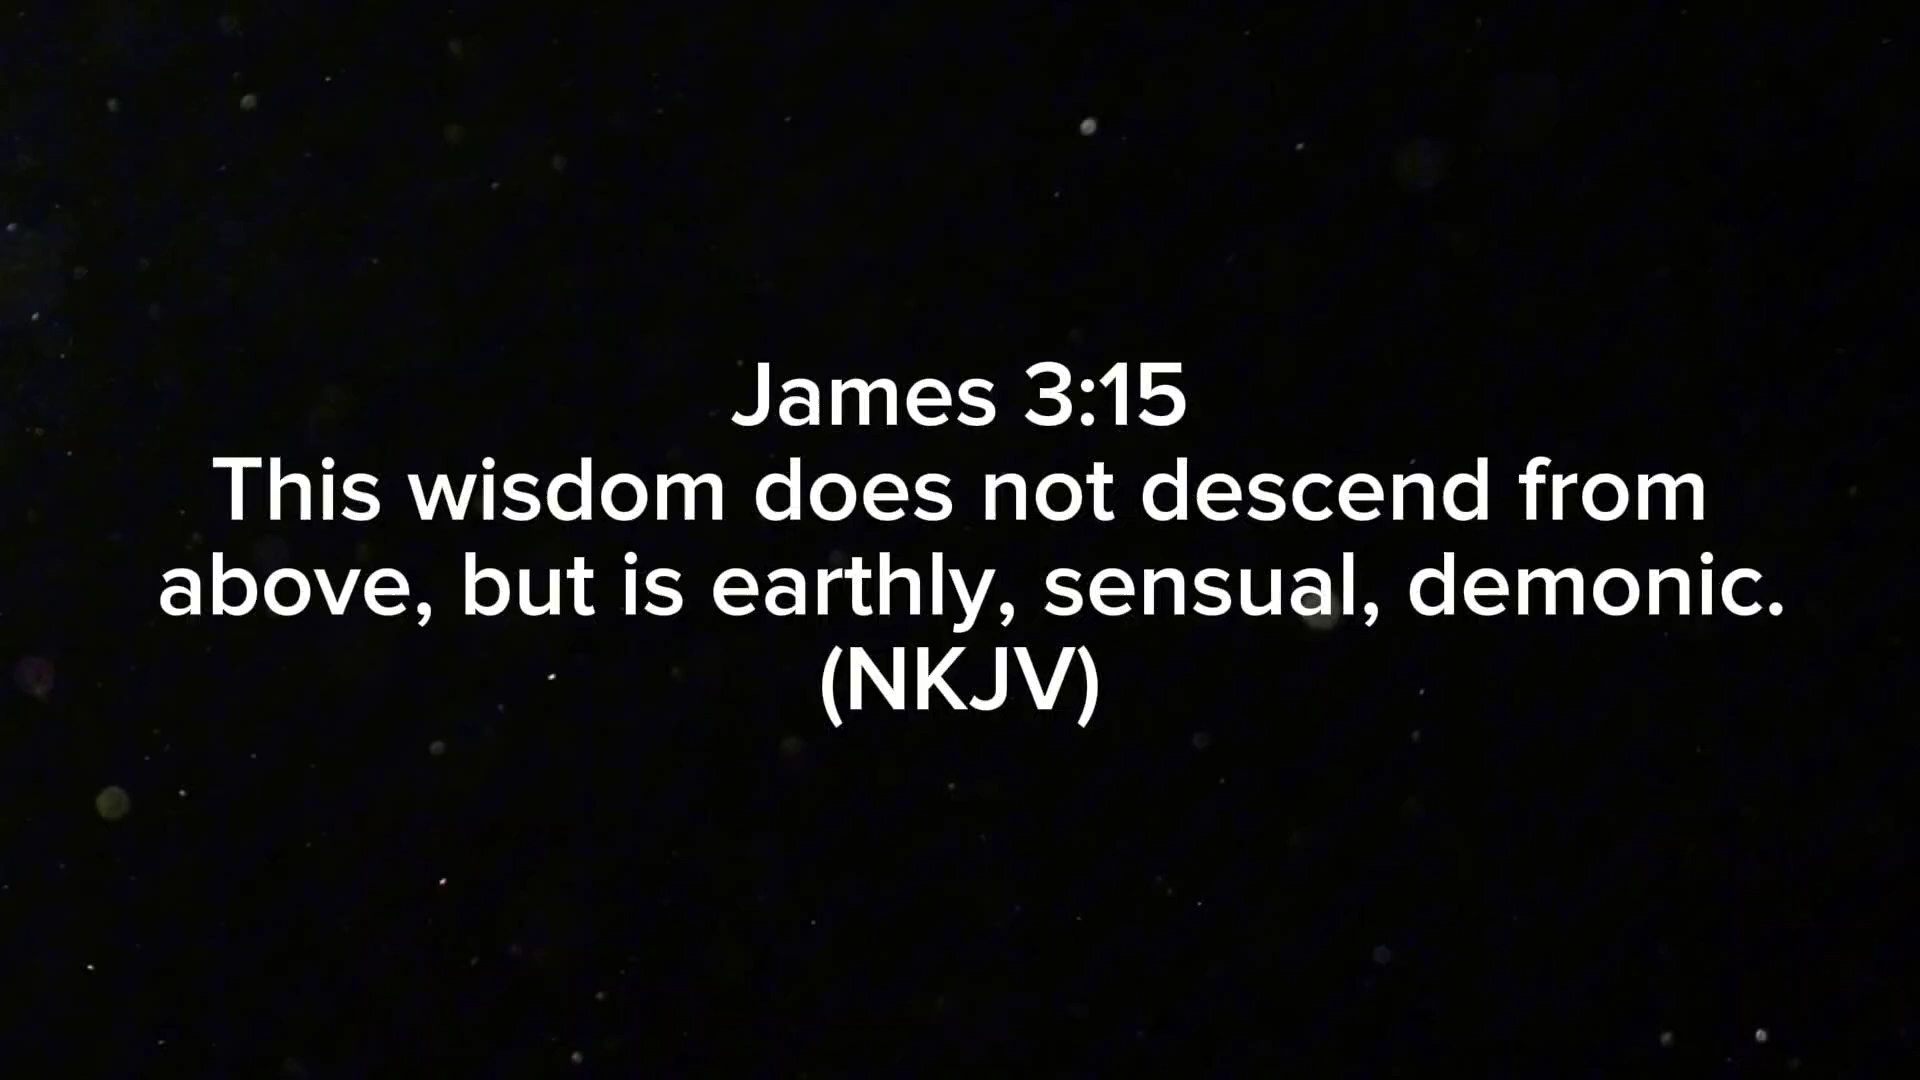 James 3:15
This wisdom does not descend from
above, but is earthly, sensual, demonic.
(NKJV)